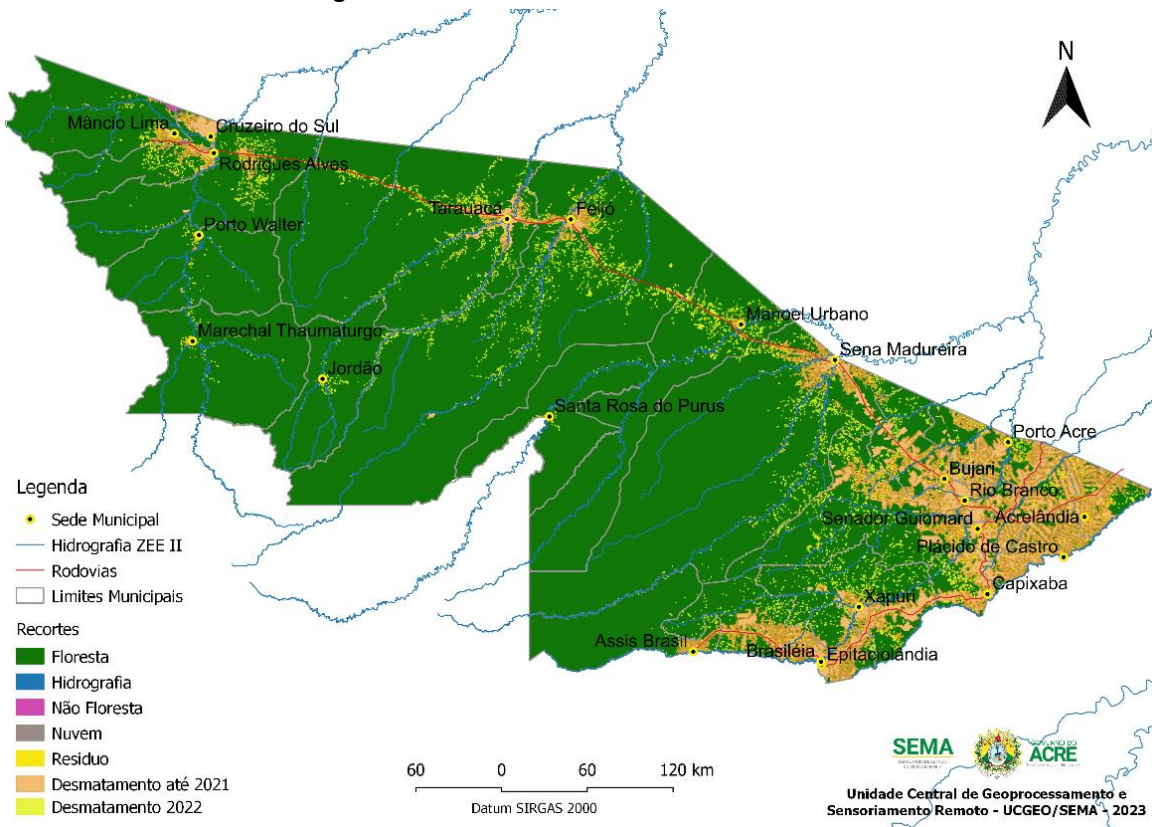 N
Mâncio Lima
Cruzeiro do Sul
Rodrigues Alves
Porto Walter
Tarauacá
Feijó
Marechal Thaumaturgo
Jordão
Manoel Urbano
Sena Madureira
Santa Rosa do Purus
Porto Acre
Bujari
Rio Branco
Senador Guiomard
Acrelândia
Plácido de Castro
Capixaba
Xapuri
Assis Brasil
Brasiléia
Epitaciolândia
Legenda
Sede Municipal
Hidrografia ZEE II
Rodovias
Limites Municipais
Recortes
Floresta
Hidrografia
Não Floresta
Nuvem
Residuo
Desmatamento até 2021
Desmatamento 2022
60 0 60 120 km
Datum SIRGAS 2000
SEMA
GOVERNO DO
ACRE
Unidade Central de Geoprocessamento e
Sensoriamento Remoto - UCGEO/SEMA - 2023